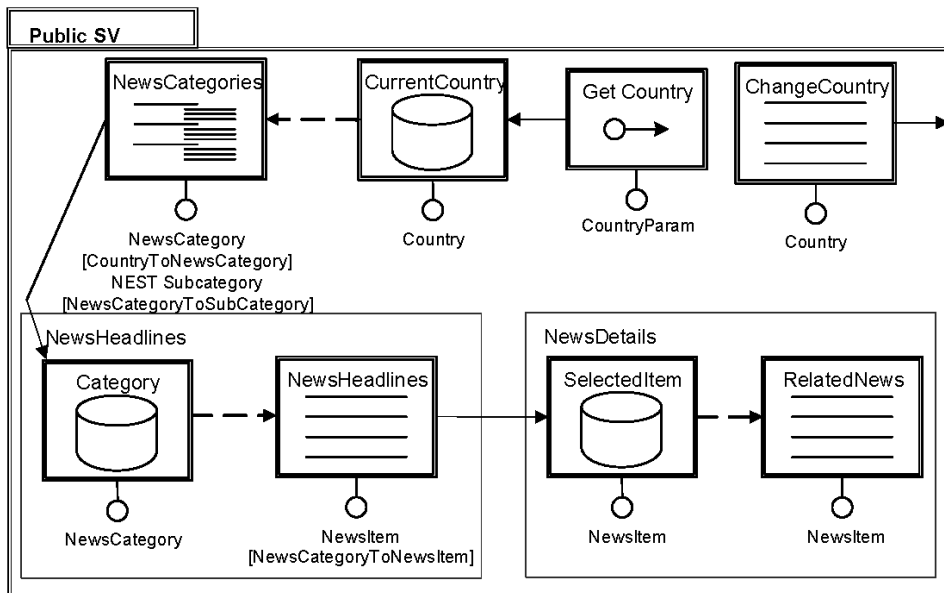 Public SV
NewsCategories
CurrentCountry
Get Country
ChangeCountry
NewsCategory
[CountryToNewsCategory]
NEST Subcategory
[NewsCategoryToSubCategory]
Country
CountryParam
Country
NewsHeadlines
Category
NewsHeadlines
NewsCategory
NewsItem
[NewsCategoryToNewsItem]
NewsDetails
SelectedItem
RelatedNews
NewsItem
NewsItem